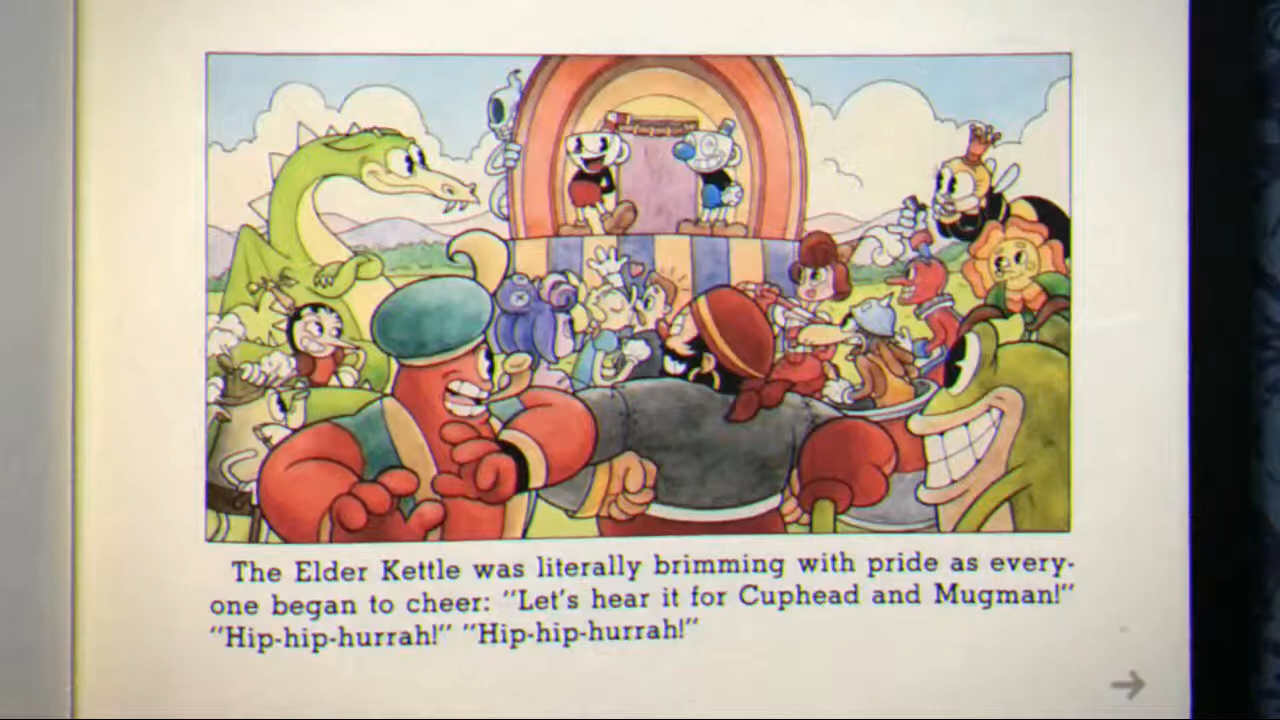 The Elder Kettle was literally brimming with pride as every-
one began to cheer: "Let's hear it for Cuphead and Mugman!"
"Hip-hip-hurrah!" "Hip-hip-hurrah!"